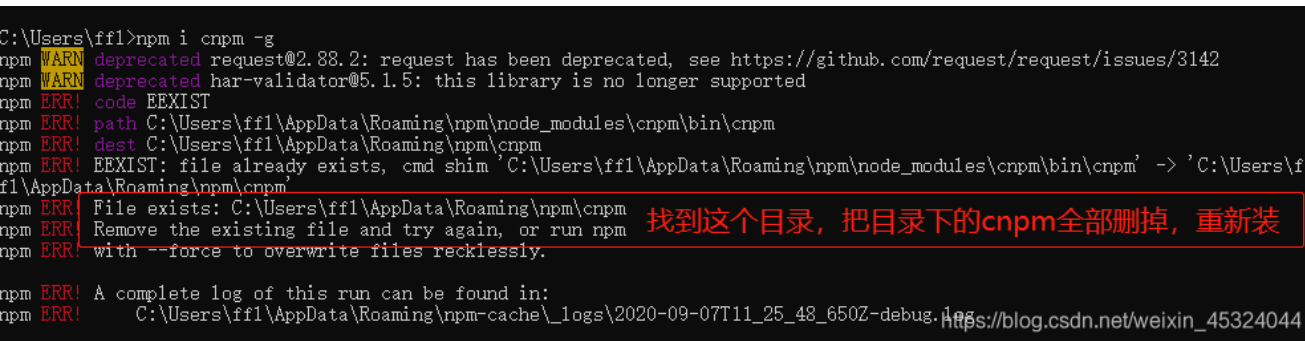 C:\Users\ff1>npm i cnpm -g
npm WARN deprecated request@2.88.2: request has been deprecated, see https://github.com/request/request/issues/3142
npm WARN deprecated har-validator@5.1.5: this library is no longer supported
npm ERR! code EEXIST
npm ERR! path C:\Users\ff1\AppData\Roaming\npm\node_modules\cnpm\bin\cnpm
npm ERR! dest C:\Users\ff1\AppData\Roaming\npm\cnpm
npm ERR! EEXIST: file already exists, cmd shim 'C:\Users\ff1\AppData\Roaming\npm\node_modules\cnpm\bin\cnpm' -> 'C:\Users\f
f1\AppData\Roaming\npm\cnpm'
npm ERR! File exists: C:\Users\ff1\AppData\Roaming\npm\cnpm
npm ERR! Remove the existing file and try again, or run npm
npm ERR! with --force to overwrite files recklessly.
找到这个目录，把目录下的cnpm全部删掉，重新装
npm ERR! A complete log of this run can be found in:
npm ERR!     C:\Users\ff1\AppData\Roaming\npm-cache\_logs\2020-09-07T11_25_48_650Z-debug.log
https://blog.csdn.net/weixin_45324044